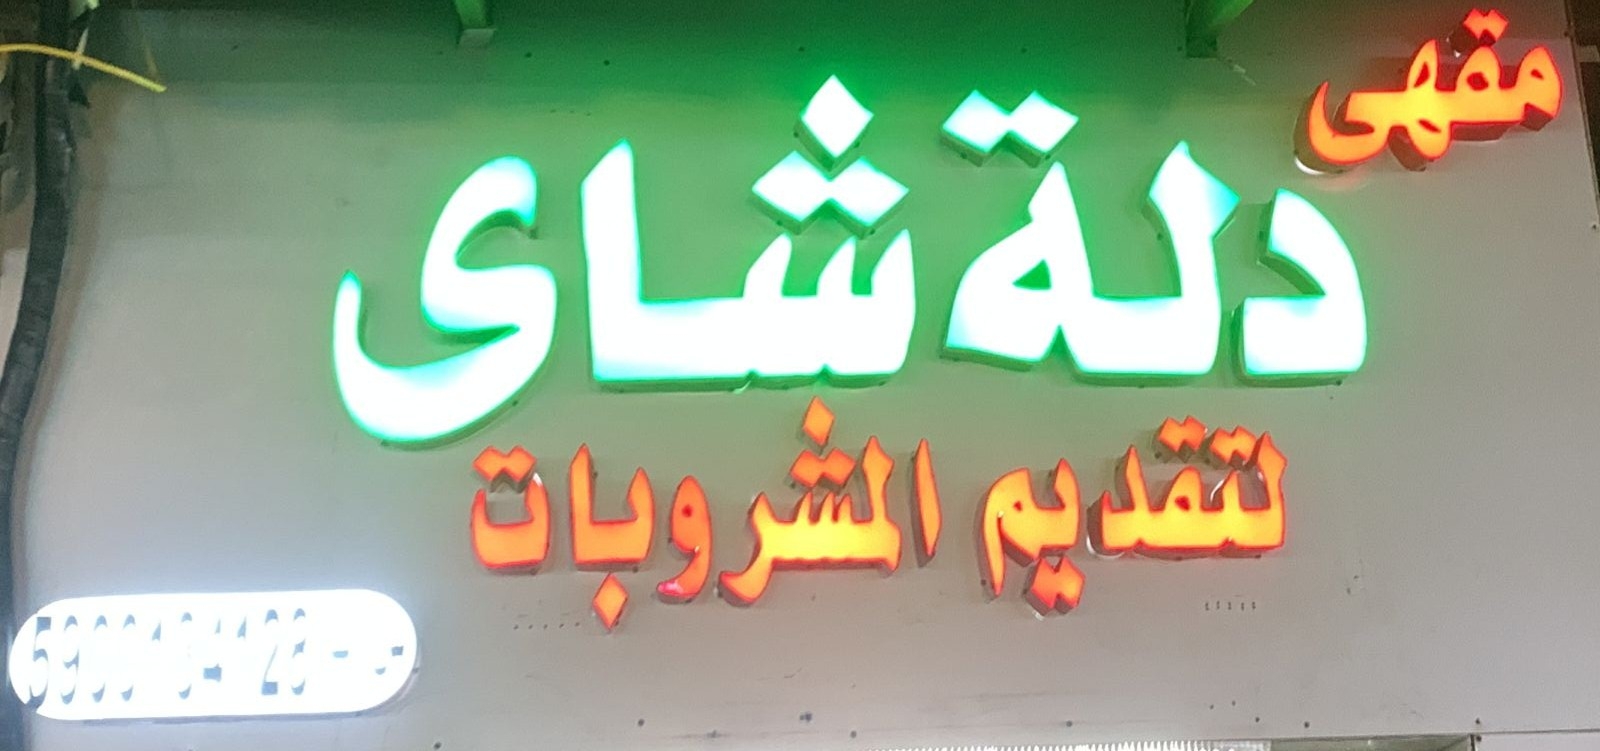 مقهى
دلة شاى
لتقديم المشروبات